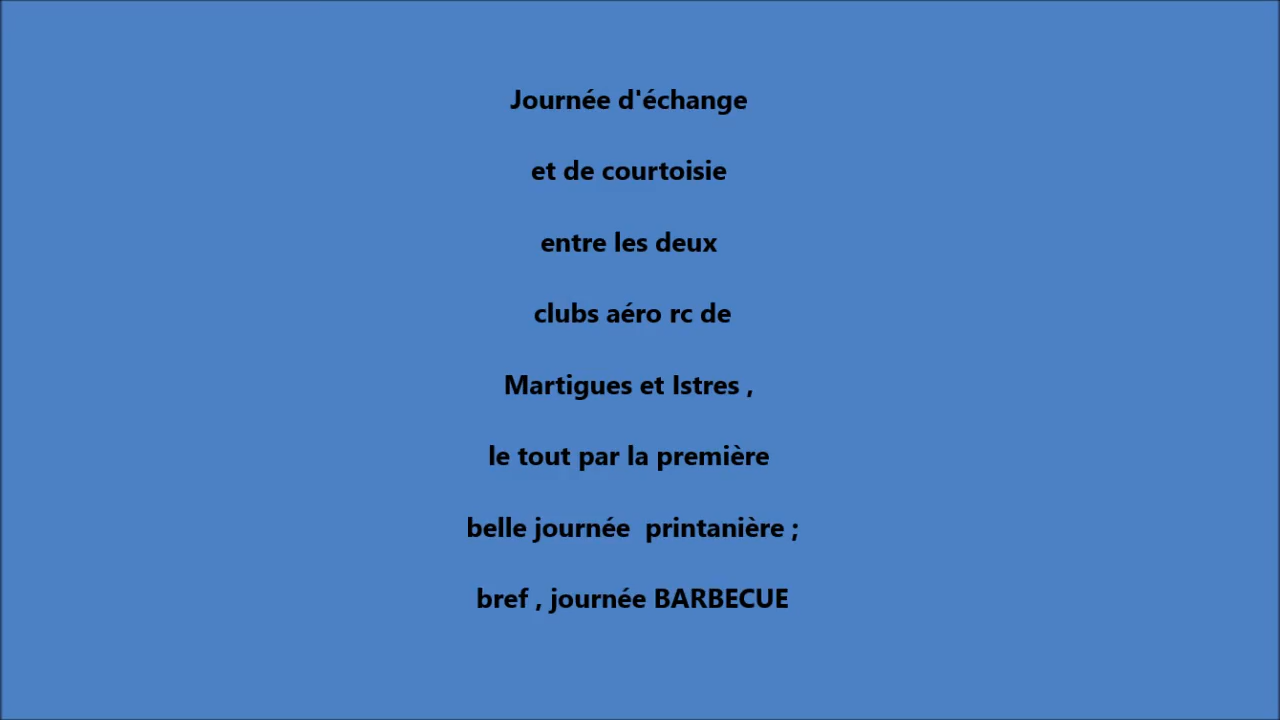 Journée d'échange
et de courtoisie
entre les deux
clubs aéro rc de
Martigues et Istres ,
le tout par la première
belle journée  printanière ;
bref , journée BARBECUE